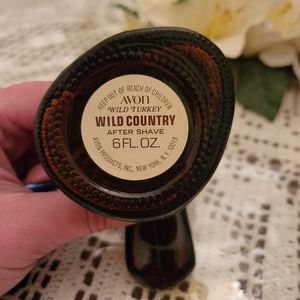 KEEP OUT OF REACH OF CHILDREN
AVON
WILD TURKEY
WILD COUNTRY
AFTER SHAVE
6 FL. OZ.
AVON PRODUCTS, INC., NEW YORK, N.Y. 10019